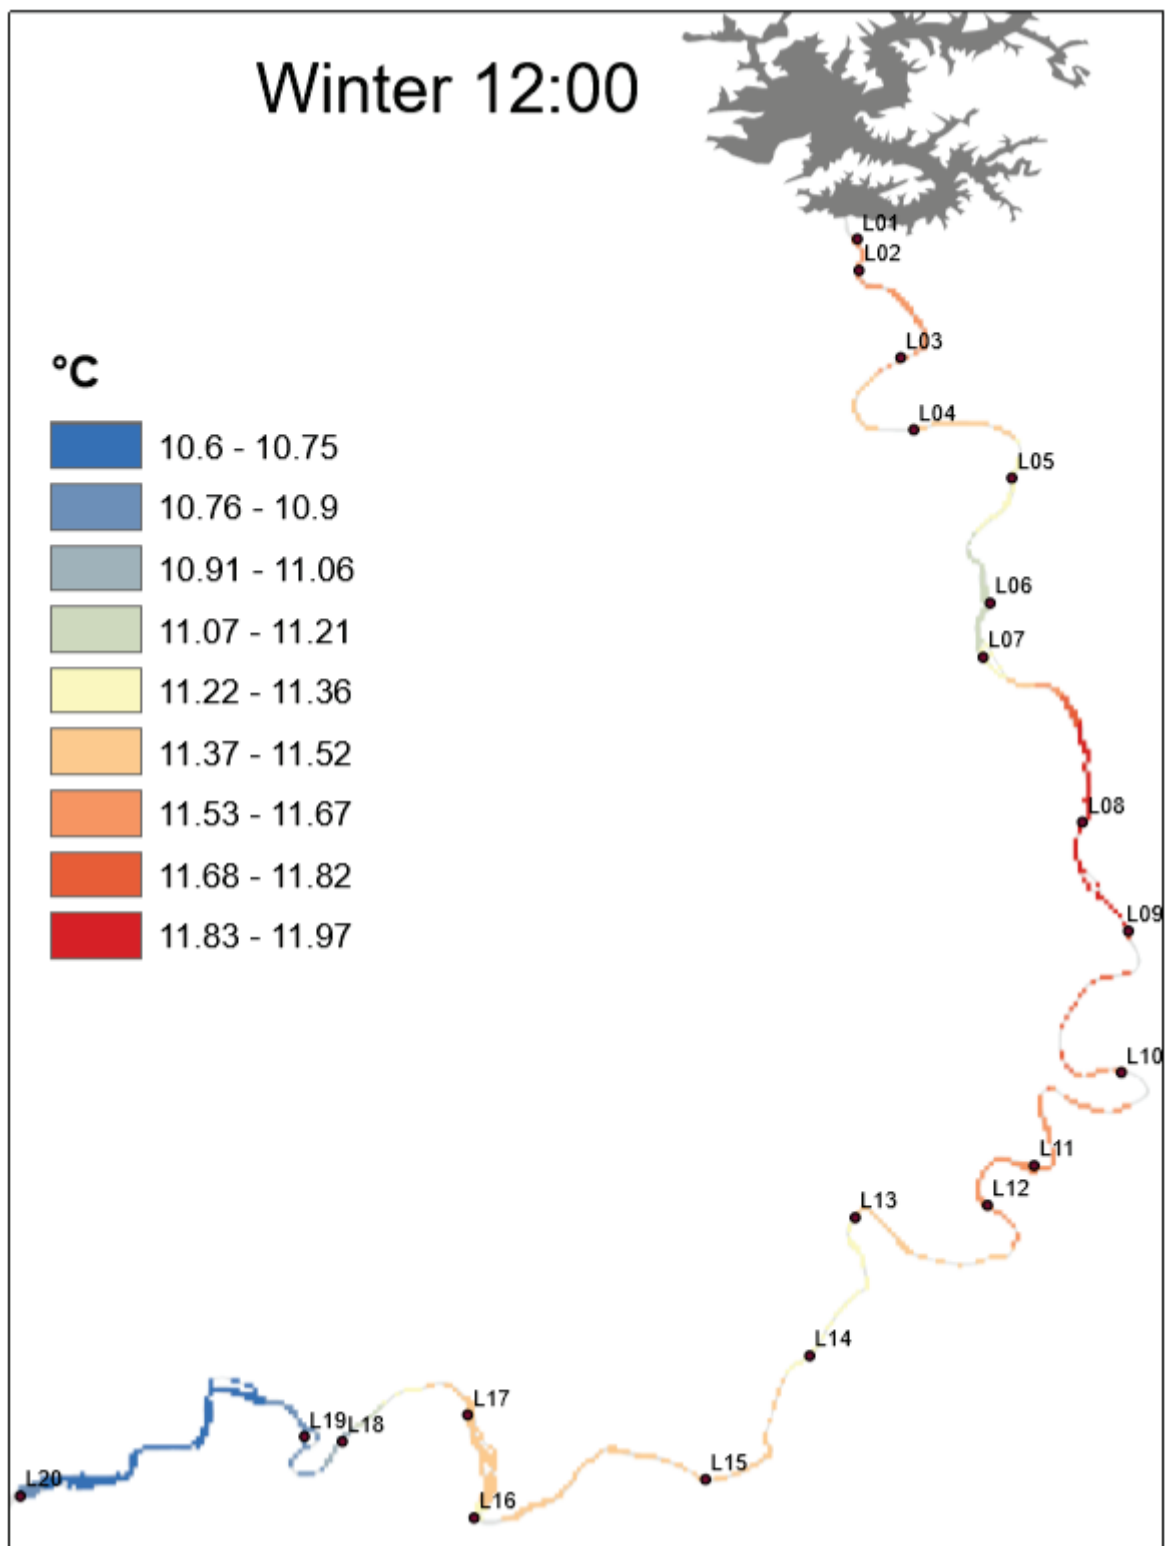 Winter 12:00
L01
L02
L03
°C
L04
10.6 - 10.75
L05
10.76 - 10.9
10.91 - 11.06
L06
11.07 - 11.21
L07
11.22 - 11.36
11.37 - 11.52
11.53 - 11.67
L08
11.68 - 11.82
L09
11.83 - 11.97
L10
L11
L12
L13
L14
L17
L19
L18
L15
L20
L16